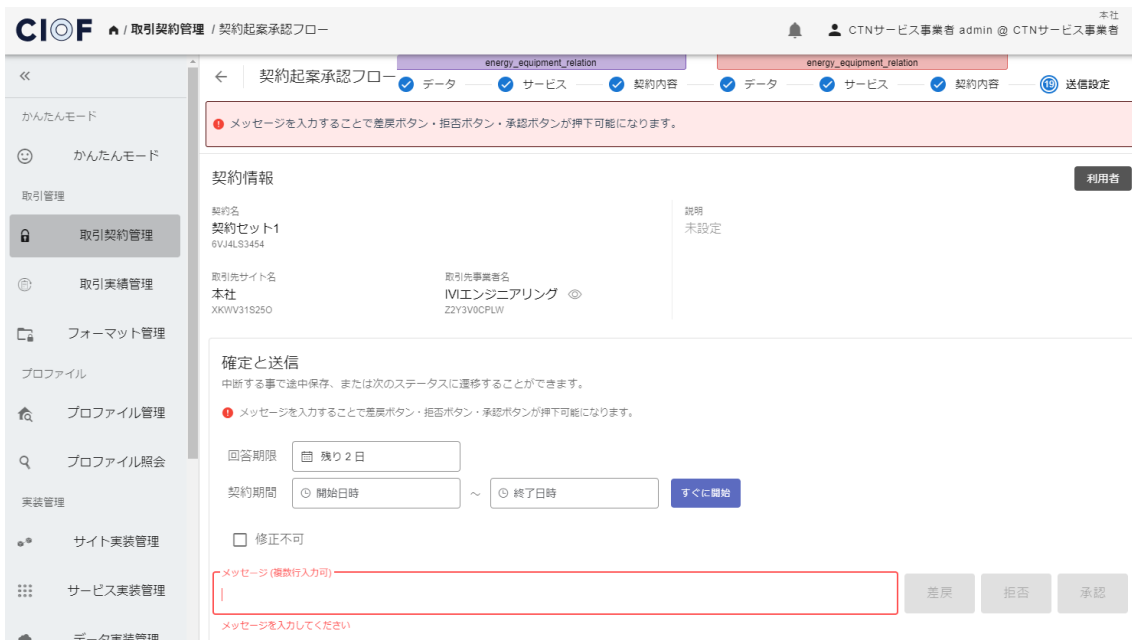 CIOF
/ 取引契約管理 / 契約起案承認フロー
本社
CTNサービス事業者 admin @ CTNサービス事業者
かんたんモード
かんたんモード
取引管理
取引契約管理
取引実績管理
フォーマット管理
プロファイル
プロファイル管理
プロファイル照会
実装管理
サイト実装管理
サービス実装管理
データ実装管理
契約起案承認フロー
energy_equipment_relation
データ
サービス
契約内容
energy_equipment_relation
データ
サービス
契約内容
19 送信設定
メッセージを入力することで差戻ボタン・拒否ボタン・承認ボタンが押下可能になります。
契約情報
利用者
契約名
契約セット1
6VJ4LS3454
説明
未設定
取引先サイト名
本社
XKWV31S25O
取引先事業者名
IVIエンジニアリング
Z2Y3V0CPLW
確定と送信
中断する事で途中保存、または次のステータスに遷移することができます。
メッセージを入力することで差戻ボタン・拒否ボタン・承認ボタンが押下可能になります。
回答期限
残り2日
契約期間
開始日時
～
終了日時
すぐに開始
修正不可
メッセージ(複数行入力可)
メッセージを入力してください
差戻
拒否
承認